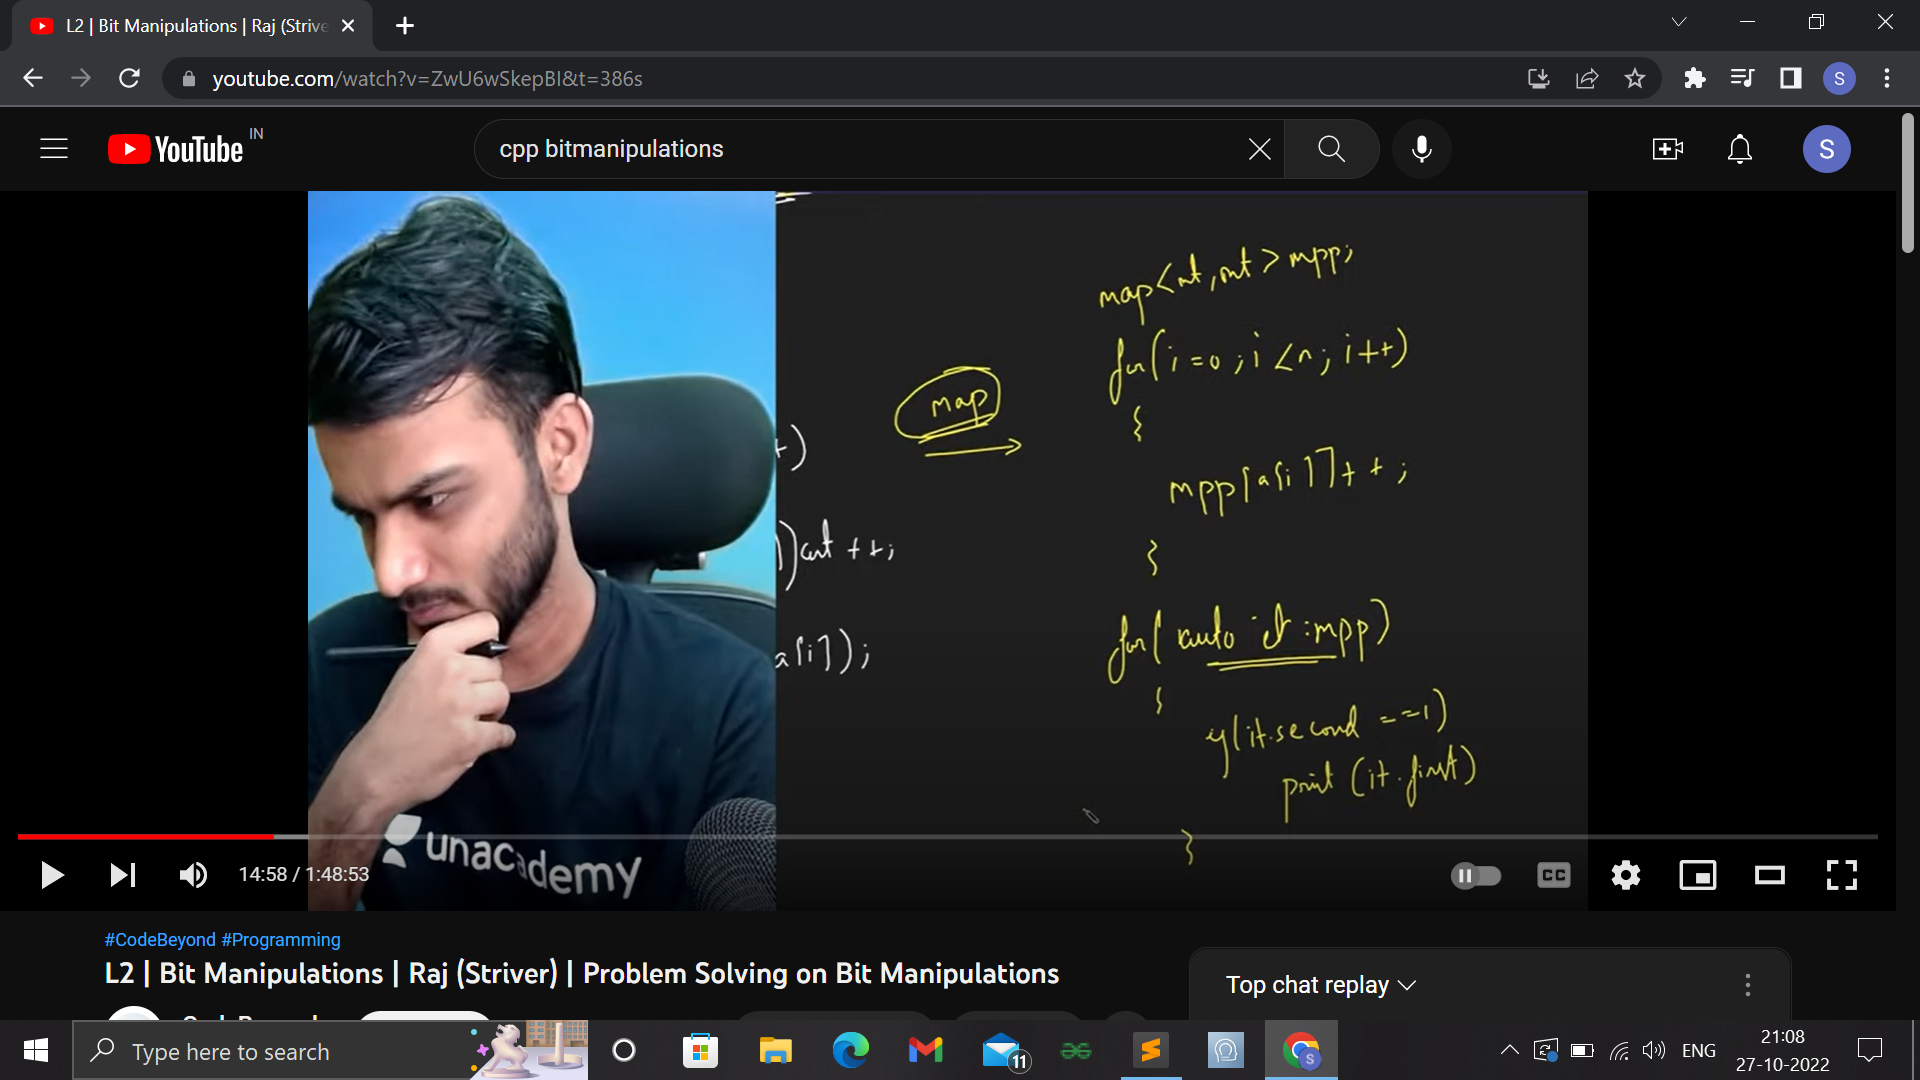 L2 | Bit Manipulations | Raj (Strive
youtube.com/watch?v=ZwU6wSkepBI&t=386s
S
YouTube IN
cpp bitmanipulations
S
map<int,int>mpp;
for(i=0;i<n;i++)
{
mpp[a[i]]++;
}
for(auto it:mpp)
{
if(it.second==1)
print(it.first)
}
map
+)
])cnt++;
a[i]);
unacademy
14:58 / 1:48:53
CC
#CodeBeyond #Programming
L2 | Bit Manipulations | Raj (Striver) | Problem Solving on Bit Manipulations
Top chat replay
Type here to search
11
S
ENG
21:08
27-10-2022